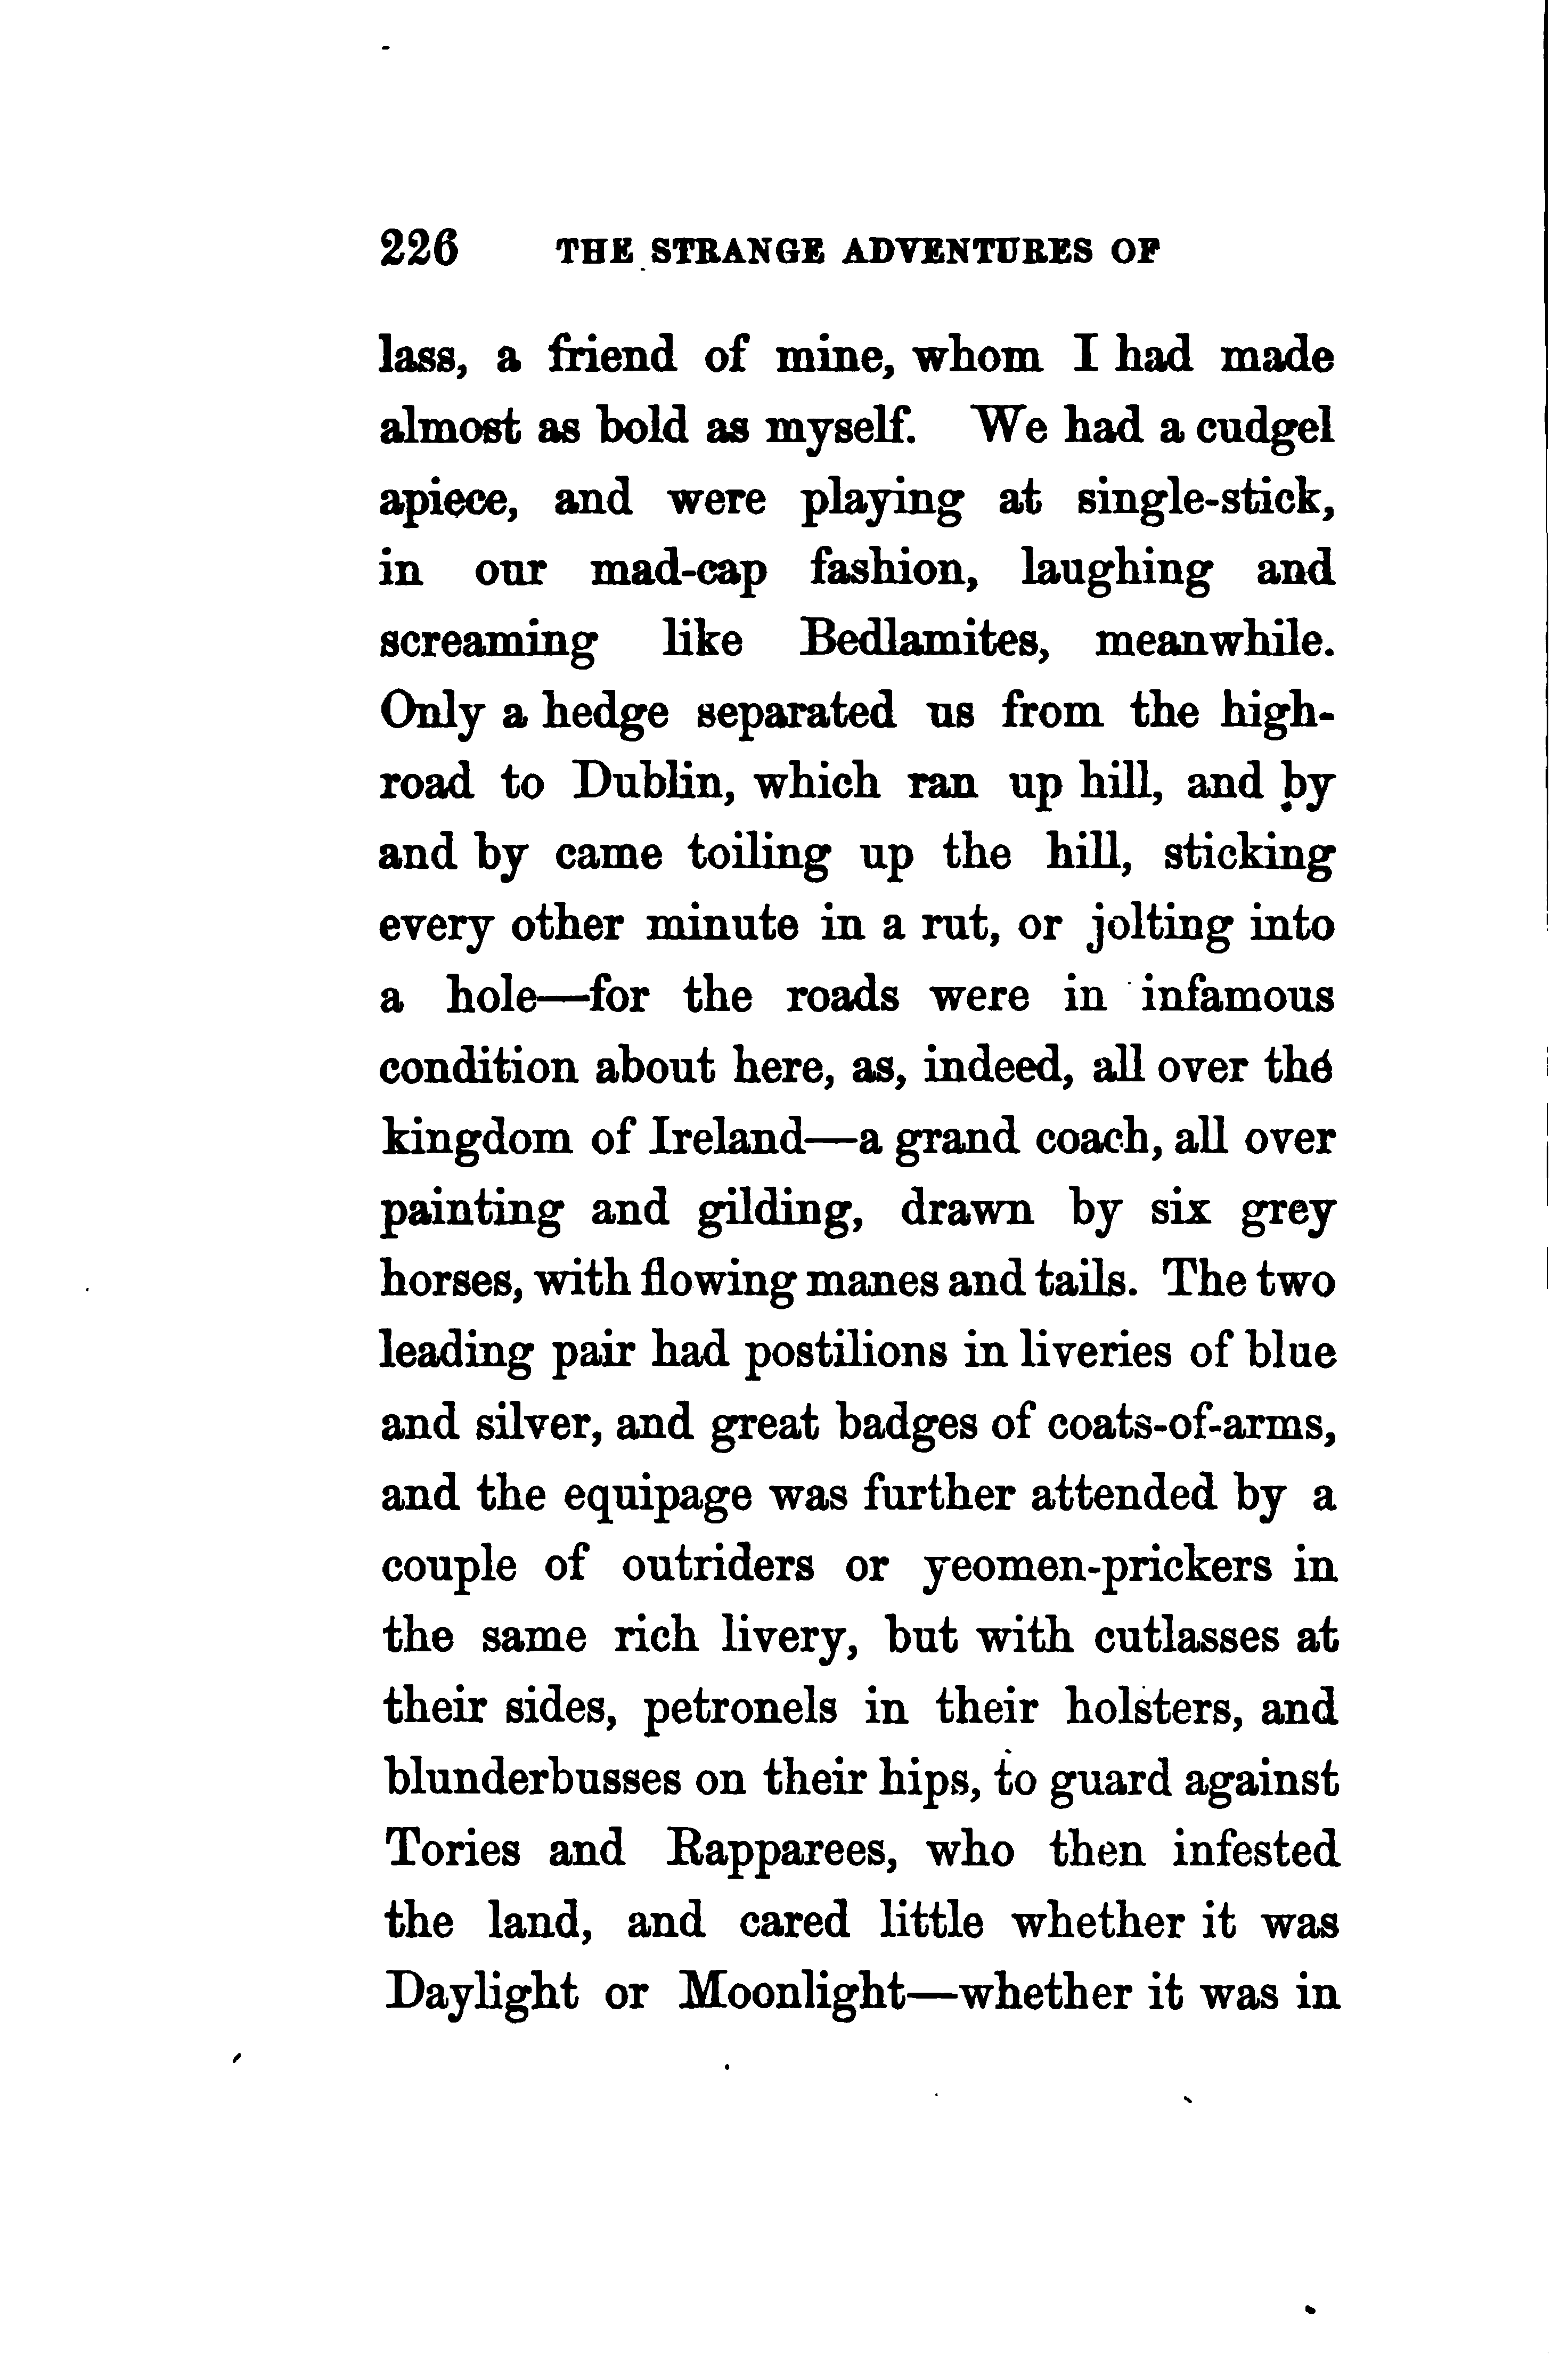 226 THE STRANGE ADVENTURES OF
lass, a friend of mine, whom I had made
almost as bold as myself. We had a cudgel
apiece, and were playing at single-stick,
in our mad-cap fashion, laughing and
screaming like Bedlamites, meanwhile.
Only a hedge separated us from the high-
road to Dublin, which ran up hill, and by
and by came toiling up the hill, sticking
every other minute in a rut, or jolting into
a hole—for the roads were in infamous
condition about here, as, indeed, all over the
kingdom of Ireland—a grand coach, all over
painting and gilding, drawn by six grey
horses, with flowing manes and tails. The two
leading pair had postilions in liveries of blue
and silver, and great badges of coats-of-arms,
and the equipage was further attended by a
couple of outriders or yeomen-prickers in
the same rich livery, but with cutlasses at
their sides, petronels in their holsters, and
blunderbusses on their hips, to guard against
Tories and Rapparees, who then infested
the land, and cared little whether it was
Daylight or Moonlight—whether it was in